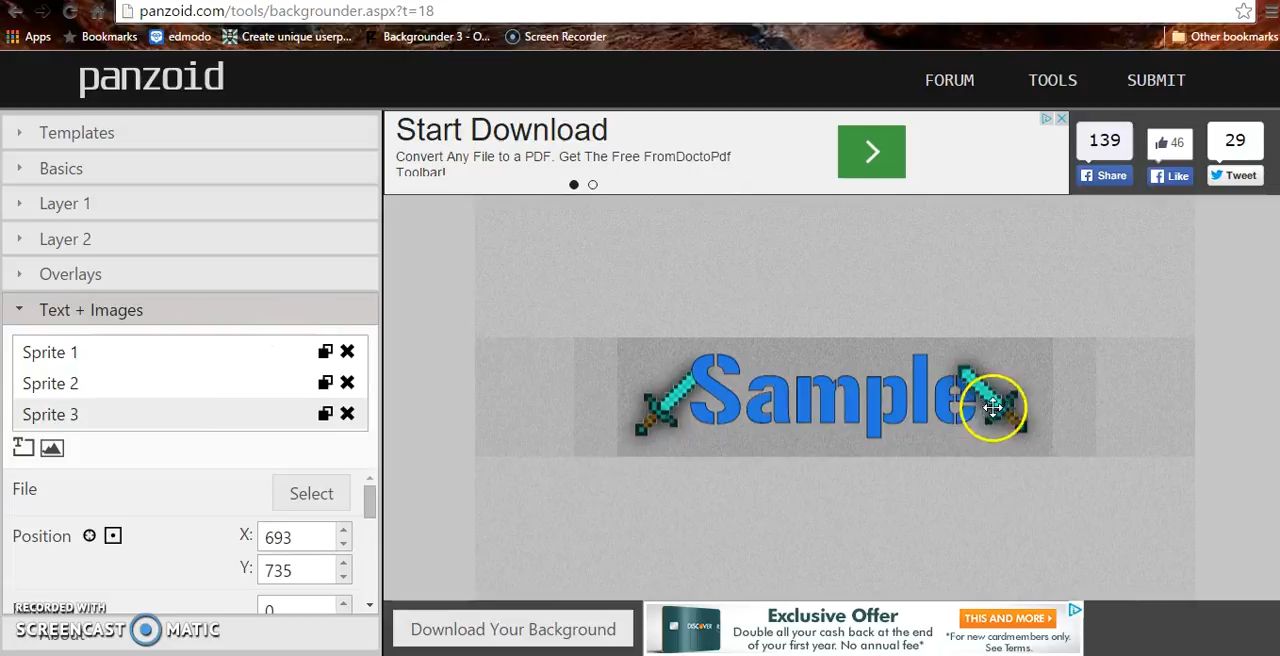 panzoid.com/tools/backgrounder.aspx?t=18
Apps Bookmarks edmodo Create unique userp... Backgrounder 3 - O... Screen Recorder Other bookmarks
panzoid FORUM TOOLS SUBMIT
Templates
Basics
Layer 1
Layer 2
Overlays
Text + Images
Sprite 1
Sprite 2
Sprite 3
File Select
Position X: 693
Y: 735
0
RECORDED WITH
SCREENCAST MATIC
Start Download
Convert Any File to a PDF. Get The Free FromDoctoPdf
Toolbar!
139 46 29
Share Like Tweet
Sample
Download Your Background
DISCOVER
Exclusive Offer
Double all your cash back at the end
of your first year. No annual fee*
THIS AND MORE
*For new cardmembers only.
See Terms.